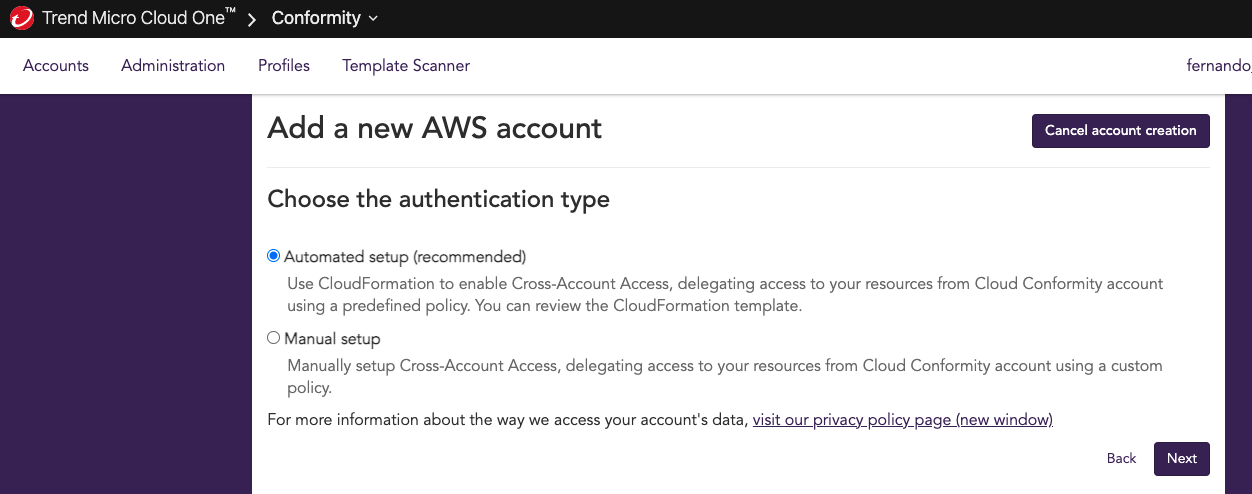 Trend Micro Cloud One™ > Conformity
Accounts Administration Profiles Template Scanner fernando_
Add a new AWS account Cancel account creation
Choose the authentication type
Automated setup (recommended)
Use CloudFormation to enable Cross-Account Access, delegating access to your resources from Cloud Conformity account
using a predefined policy. You can review the CloudFormation template.
Manual setup
Manually setup Cross-Account Access, delegating access to your resources from Cloud Conformity account using a custom
policy.
For more information about the way we access your account's data, visit our privacy policy page (new window)
Back Next